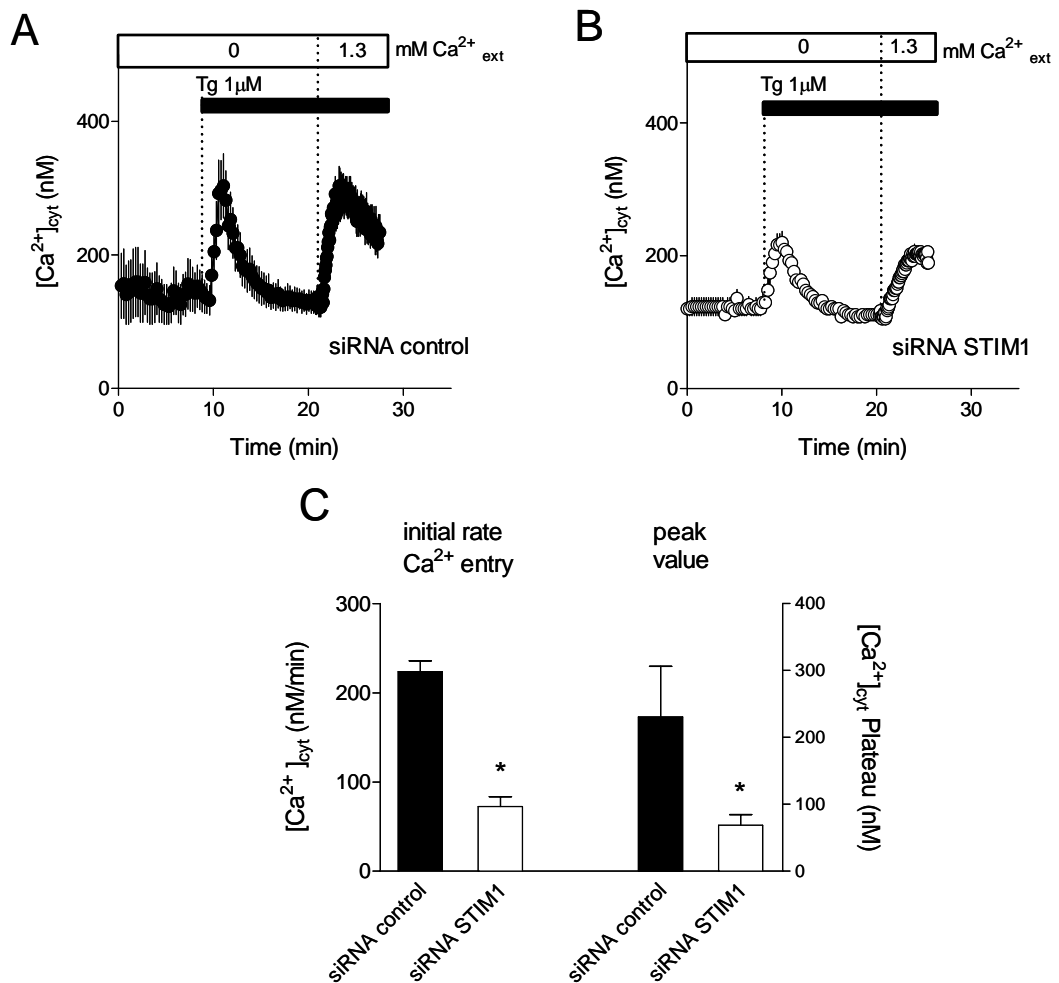 A
0 1.3 mM Ca2+ ext
Tg 1μM
400
200
0
[Ca2+]cyt (nM)
siRNA control
0 10 20 30
Time (min)
B
0 1.3 mM Ca2+ ext
Tg 1μM
400
200
0
[Ca2+]cyt (nM)
siRNA STIM1
0 10 20 30
Time (min)
C
initial rate
Ca2+ entry
peak
value
300
200
100
0
[Ca2+ ]cyt (nM/min)
*
*
400
300
200
100
0
[Ca2+]cyt Plateau (nM)
siRNA control
siRNA STIM1
siRNA control
siRNA STIM1